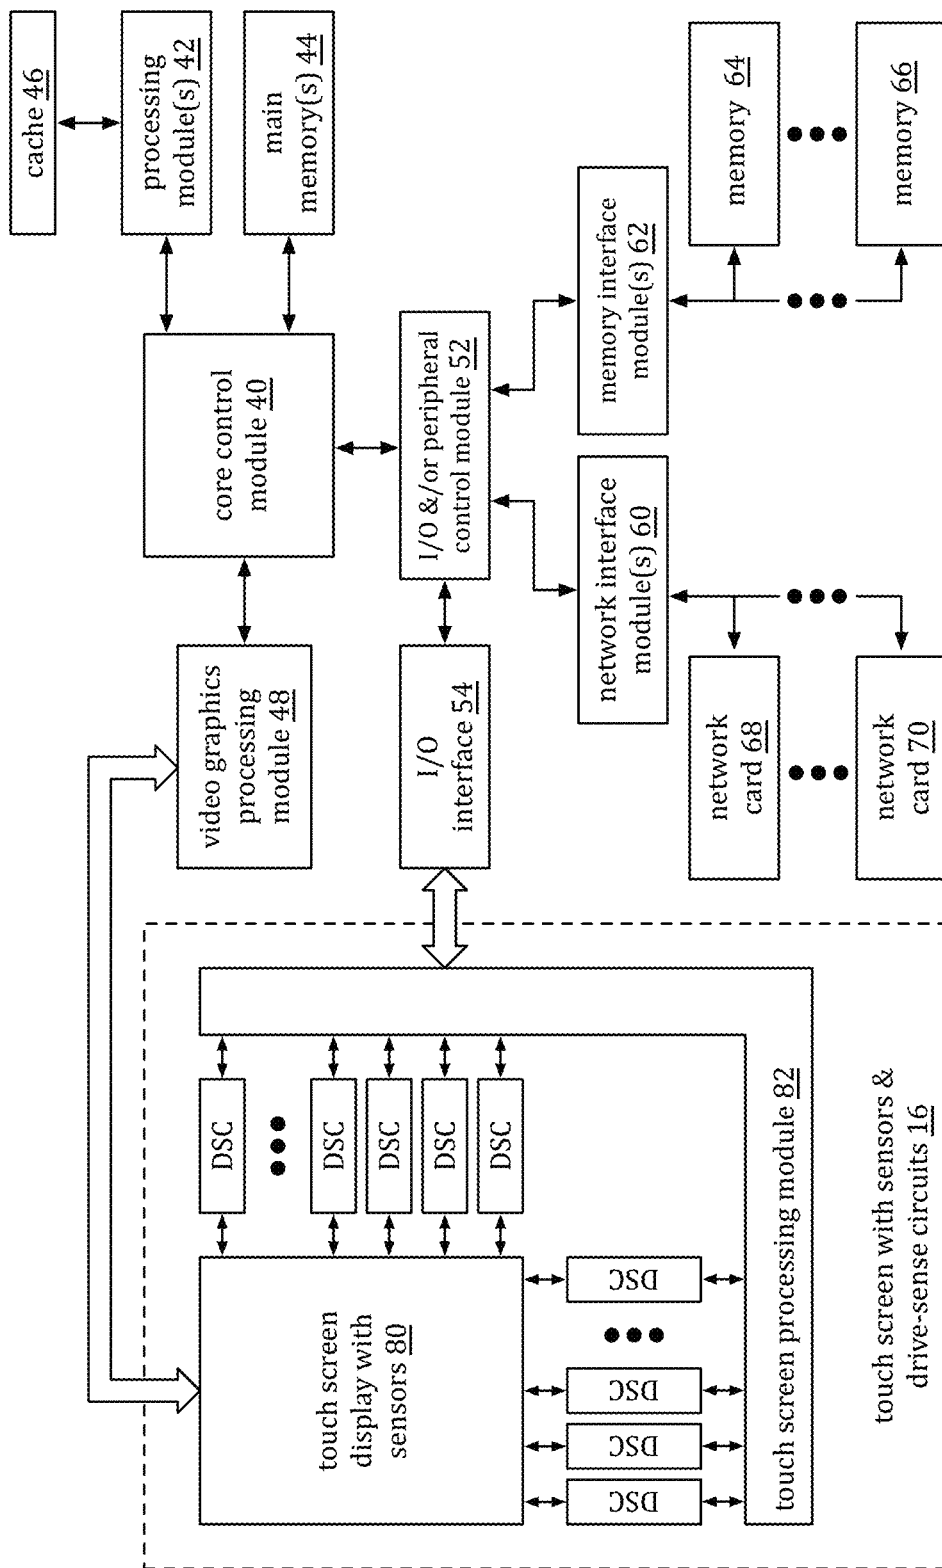 cache 46
processing
module(s) 42
main
memory(s) 44
core control
module 40
video graphics
processing
module 48
I/O &/or peripheral
control module 52
I/O
interface 54
memory interface
module(s) 62
network interface
module(s) 60
memory 64
memory 66
network
card 68
network
card 70
touch screen
display with
sensors 80
DSC
DSC
DSC
DSC
DSC
DSC
DSC
DSC
DSC
touch screen processing module 82
touch screen with sensors &
drive-sense circuits 16